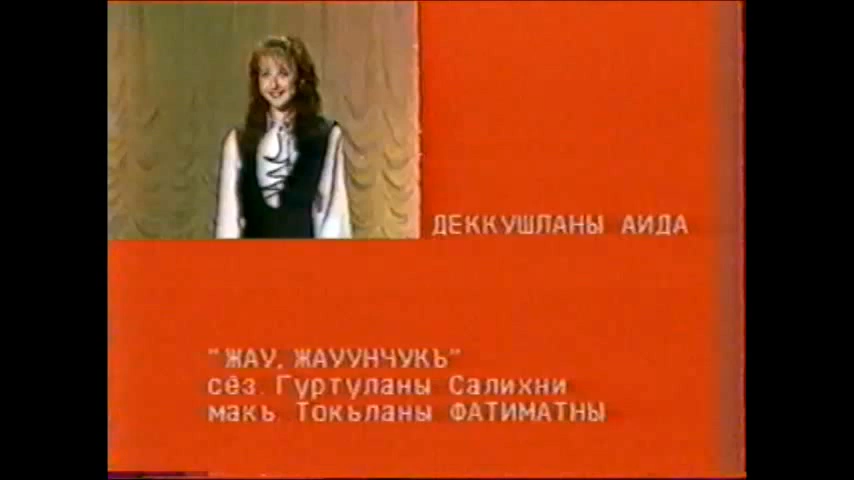 ДЕККУШЛАНЫ АИДА
"ЖАУ, ЖАУУНЧУКЪ"
сёз Гуртуланы Салихни
макъ Токъланы ФАТИМАТНЫ